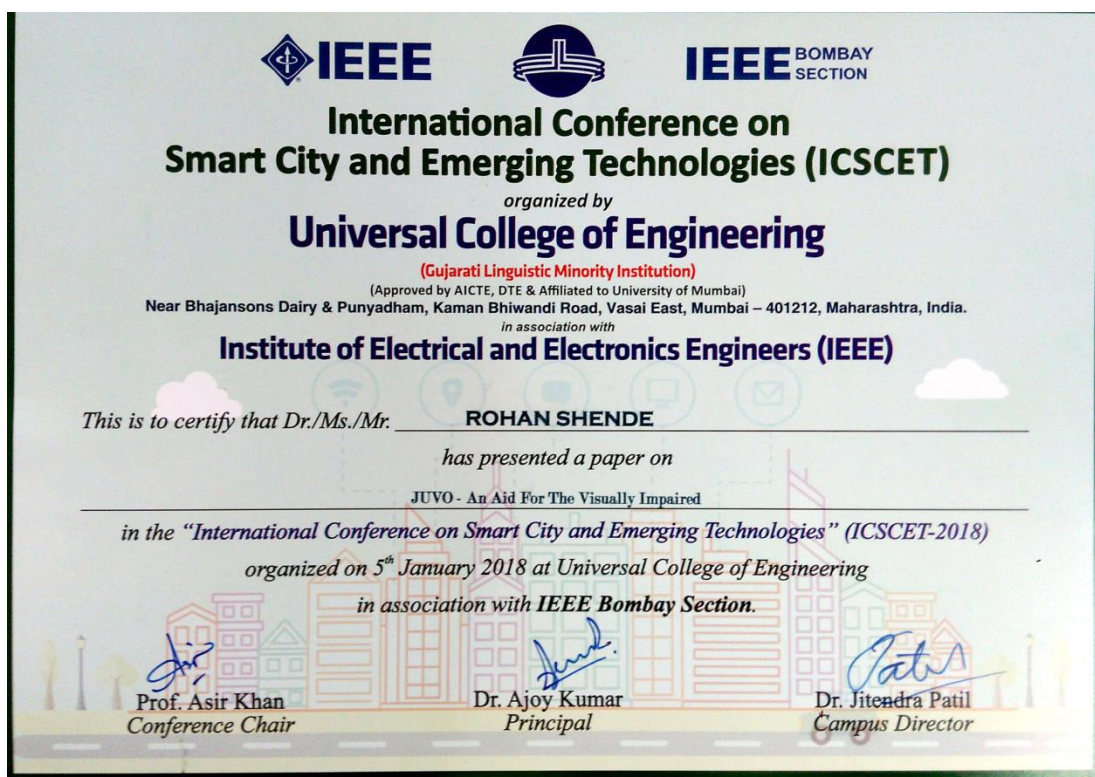 IEEE
IEEE BOMBAY SECTION
International Conference on
Smart City and Emerging Technologies (ICSCET)
organized by
Universal College of Engineering
(Gujarati Linguistic Minority Institution)
(Approved by AICTE, DTE & Affiliated to University of Mumbai)
Near Bhajansons Dairy & Punyadham, Kaman Bhiwandi Road, Vasai East, Mumbai – 401212, Maharashtra, India.
in association with
Institute of Electrical and Electronics Engineers (IEEE)
This is to certify that Dr./Ms./Mr. ROHAN SHENDE
has presented a paper on
JUVO - An Aid For The Visually Impaired
in the “International Conference on Smart City and Emerging Technologies” (ICSCET-2018)
organized on 5th January 2018 at Universal College of Engineering
in association with IEEE Bombay Section.
Prof. Asir Khan
Conference Chair
Dr. Ajoy Kumar
Principal
Dr. Jitendra Patil
Campus Director